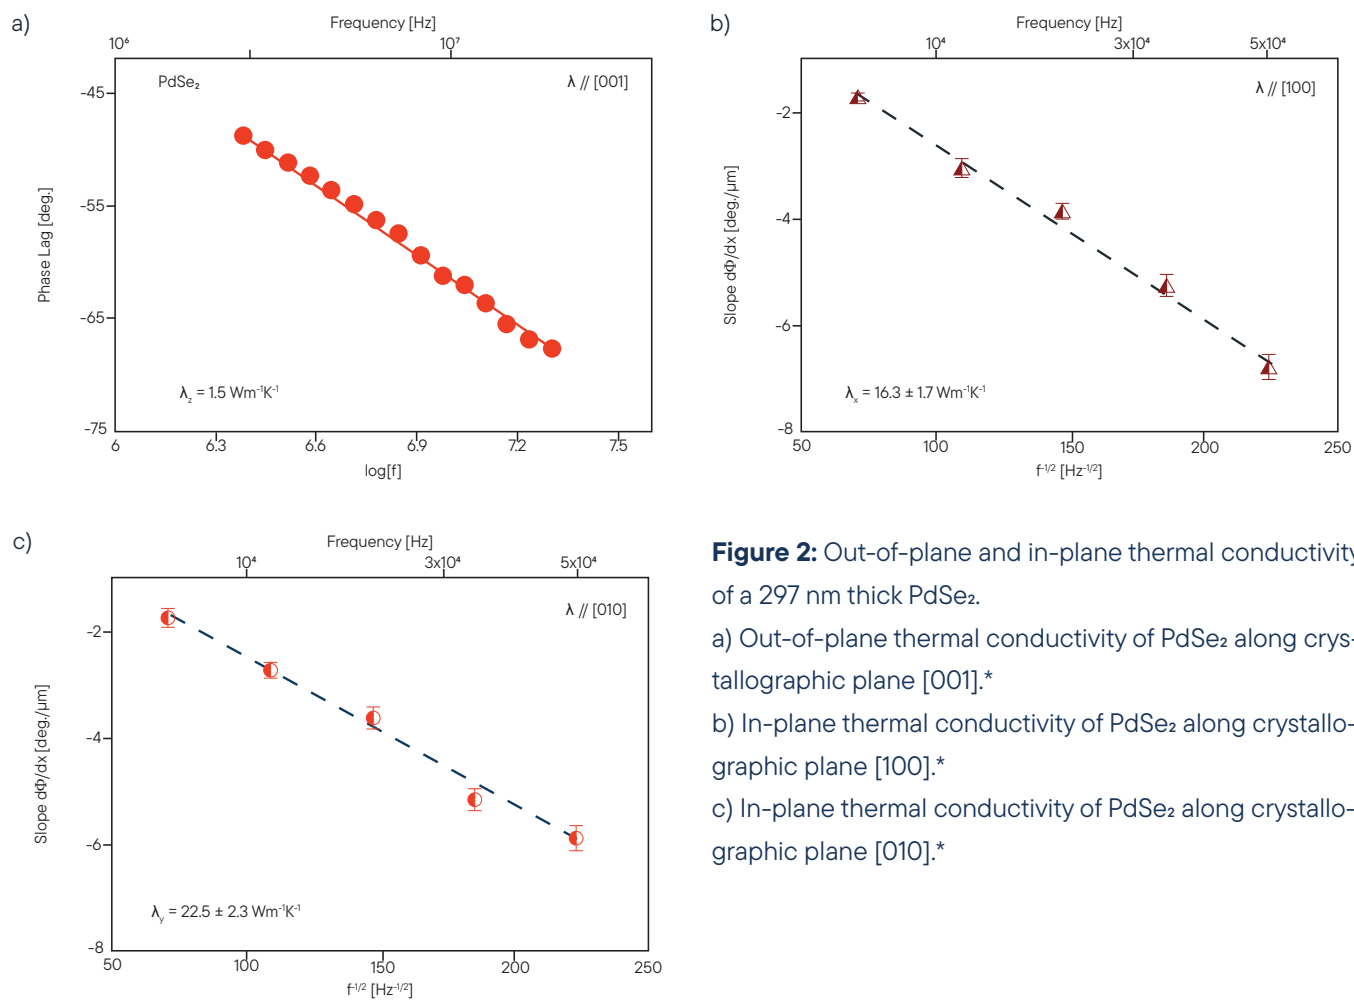 a)
Frequency [Hz]
10⁶ 10⁷
PdSe₂
λ // [001]
-45
-55
-65
-75
Phase Lag [deg.]
λz = 1.5 Wm⁻¹K⁻¹
6 6.3 6.6 6.9 7.2 7.5
log[f]
b)
Frequency [Hz]
10⁴ 3x10⁴ 5x10⁴
λ // [100]
-2
-4
-6
-8
Slope dΦ/dx [deg./µm]
λx = 16.3 ± 1.7 Wm⁻¹K⁻¹
50 100 150 200 250
f⁻¹/² [Hz⁻¹/²]
c)
Frequency [Hz]
10⁴ 3x10⁴ 5x10⁴
λ // [010]
-2
-4
-6
-8
Slope dΦ/dx [deg./µm]
λy = 22.5 ± 2.3 Wm⁻¹K⁻¹
50 100 150 200 250
f⁻¹/² [Hz⁻¹/²]
Figure 2: Out-of-plane and in-plane thermal conductivity
of a 297 nm thick PdSe₂.
a) Out-of-plane thermal conductivity of PdSe₂ along crys-
tallographic plane [001].*
b) In-plane thermal conductivity of PdSe₂ along crystallo-
graphic plane [100].*
c) In-plane thermal conductivity of PdSe₂ along crystallo-
graphic plane [010].*